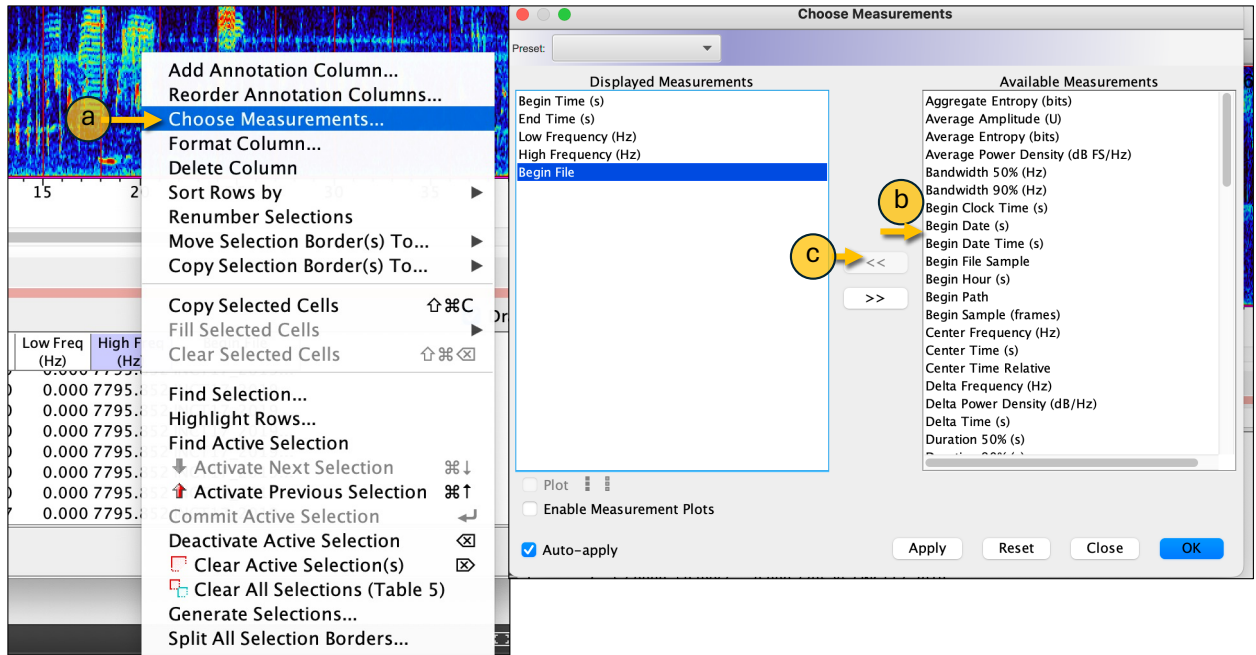 Add Annotation Column...
Reorder Annotation Columns...
a
Choose Measurements...
Format Column...
Delete Column
15
Sort Rows by
30
35
Renumber Selections
Move Selection Border(s) To...
Copy Selection Border(s) To...
Copy Selected Cells ⇧⌘C
Fill Selected Cells
Low Freq
(Hz)
Clear Selected Cells ⇧⌘⌫
0.000 7795.
Find Selection...
0.000 7795.
Highlight Rows...
0.000 7795.
Find Active Selection
0.000 7795.
Activate Next Selection ⌘↓
0.000 7795.
Activate Previous Selection ⌘↑
0.000 7795.
Commit Active Selection ↵
0.000 7795.
Deactivate Active Selection ⌫
Clear Active Selection(s) ⌦
Clear All Selections (Table 5)
Generate Selections...
Split All Selection Borders...
Choose Measurements
Preset:
Displayed Measurements
Begin Time (s)
End Time (s)
Low Frequency (Hz)
High Frequency (Hz)
Begin File
Available Measurements
Aggregate Entropy (bits)
Average Amplitude (U)
Average Entropy (bits)
Average Power Density (dB FS/Hz)
Bandwidth 50% (Hz)
Bandwidth 90% (Hz)
Begin Clock Time (s)
Begin Date (s)
Begin Date Time (s)
Begin File Sample
Begin Hour (s)
Begin Path
Begin Sample (frames)
Center Frequency (Hz)
Center Time (s)
Center Time Relative
Delta Frequency (Hz)
Delta Power Density (dB/Hz)
Delta Time (s)
Duration 50% (s)
b
c
<<
>>
Plot
Enable Measurement Plots
Auto-apply
Apply
Reset
Close
OK